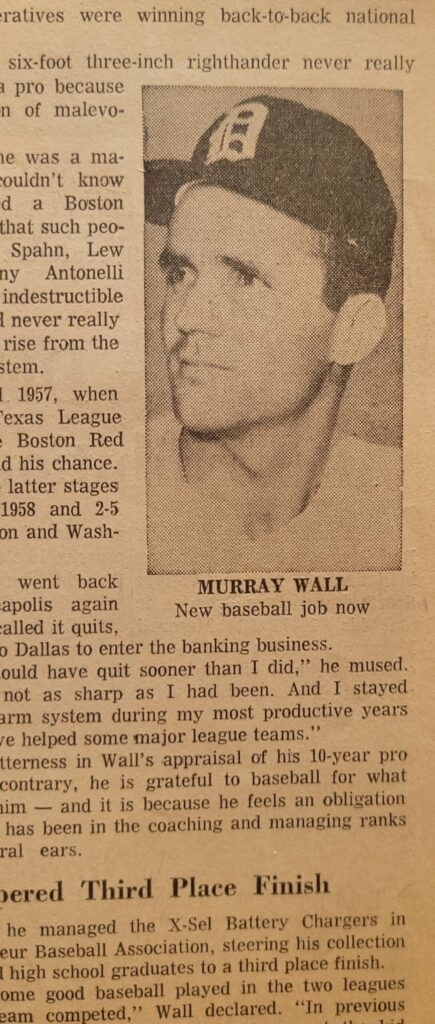 eratives were winning back-to-back national
six-foot three-inch righthander never really
a pro because
n of malevo-
he was a ma-
couldn't know
d a Boston
that such peo-
Spahn, Lew
ny Antonelli
indestructible
d never really
rise from the
stem.
l 1957, when
Texas League
e Boston Red
d his chance.
latter stages
1958 and 2-5
on and Wash-
went back
eapolis again
called it quits,
o Dallas to enter the banking business.
ould have quit sooner than I did," he mused.
not as sharp as I had been. And I stayed
arm system during my most productive years
ve helped some major league teams."
tterness in Wall's appraisal of his 10-year pro
contrary, he is grateful to baseball for what
him — and it is because he feels an obligation
has been in the coaching and managing ranks
ral ears.
D
MURRAY WALL
New baseball job now
bered Third Place Finish
he managed the X-Sel Battery Chargers in
eur Baseball Association, steering his collection
d high school graduates to a third place finish.
ome good baseball played in the two leagues
eam competed," Wall declared. "In previous